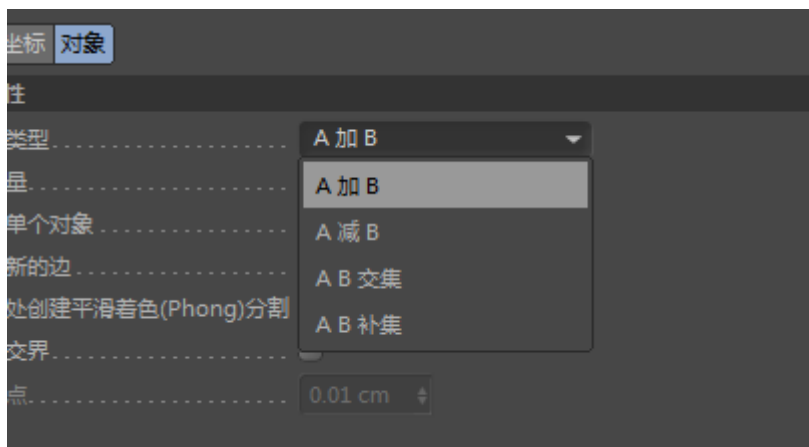 坐标 对象
性
类型 A 加 B
A 加 B
量
A 减 B
单个对象
A B 交集
新的边
A B 补集
处创建平滑着色(Phong)分割
交界
点 0.01 cm